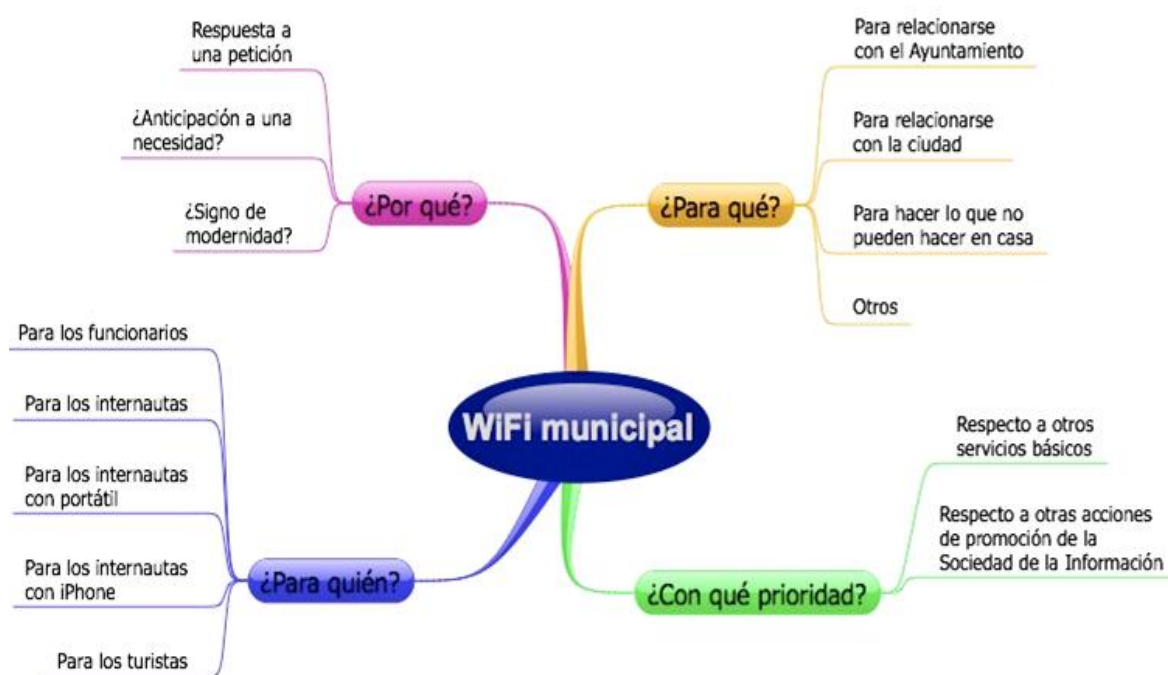 Respuesta a
una petición
¿Anticipación a una
necesidad?
¿Signo de
modernidad?
¿Por qué?
Para relacionarse
con el Ayuntamiento
Para relacionarse
con la ciudad
Para hacer lo que no
pueden hacer en casa
Otros
¿Para qué?
WiFi municipal
Para los funcionarios
Para los internautas
Para los internautas
con portátil
Para los internautas
con iPhone
Para los turistas
¿Para quién?
Respecto a otros
servicios básicos
Respecto a otras acciones
de promoción de la
Sociedad de la Información
¿Con qué prioridad?